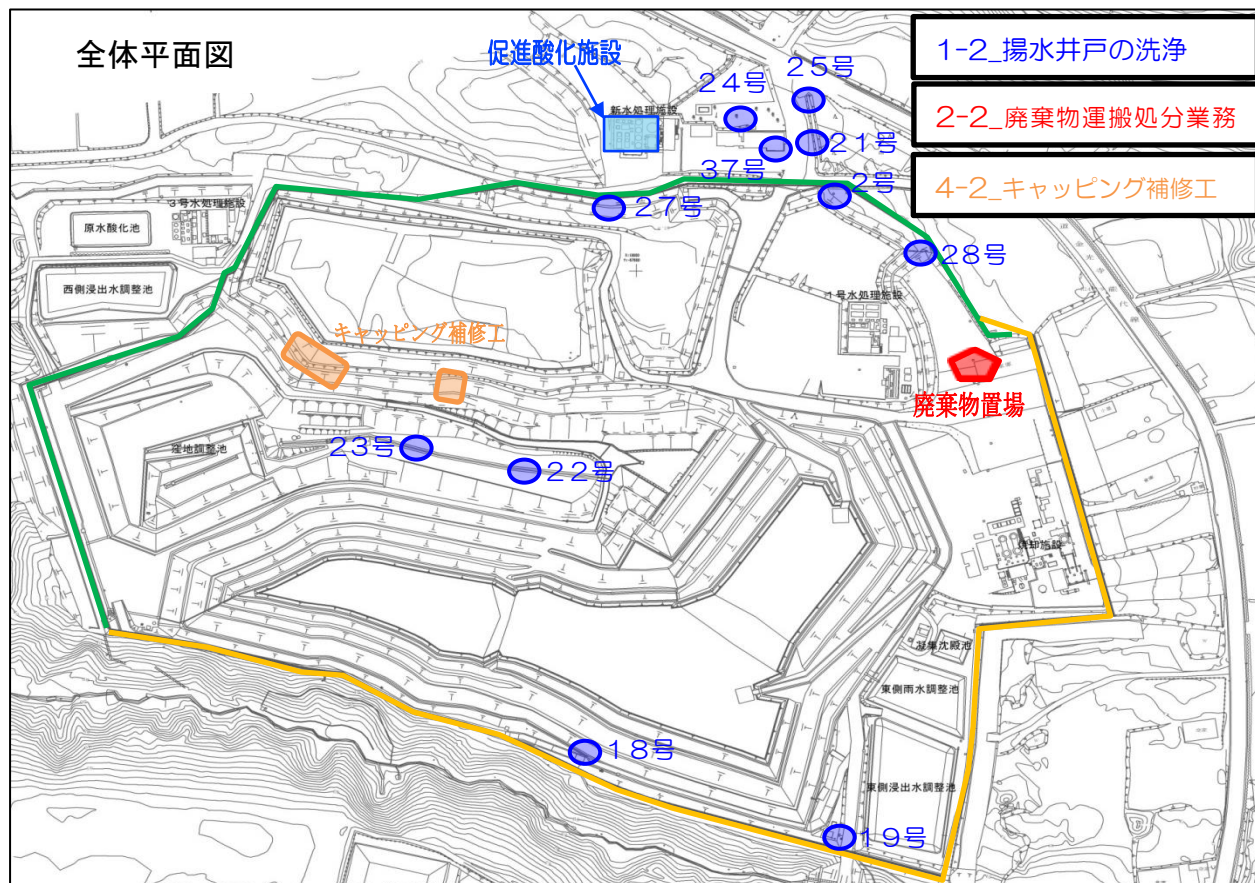 全体平面図
促進酸化施設
1-2_揚水井戸の洗浄
2-2_廃棄物運搬処分業務
4-2_キャッピング補修工
25号
24号
新水処理施設
21号
37号
2号
27号
3号水処理施設
原水酸化池
28号
西側浸出水調整池
1号水処理施設
キャッピング補修工
廃棄物置場
23号
窪地調整池
22号
焼却施設
凝集沈殿池
東側雨水調整池
18号
東側浸出水調整池
19号